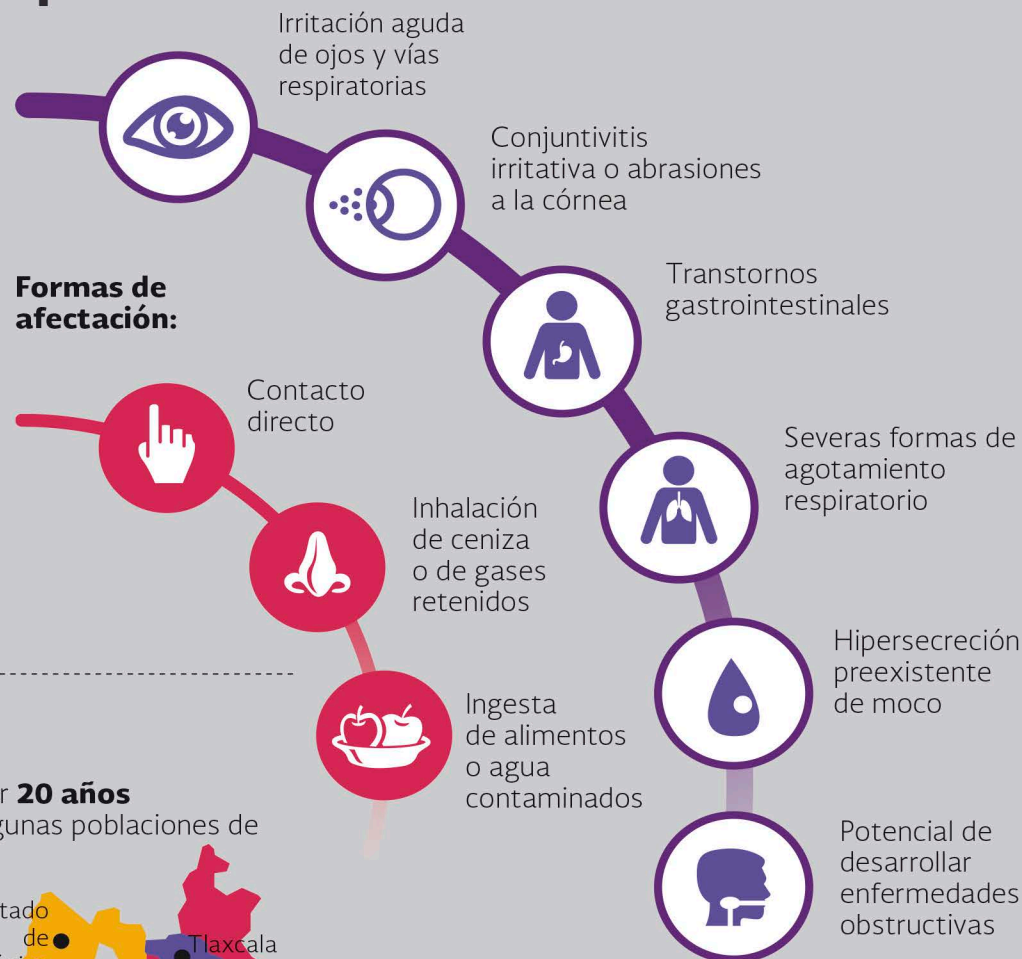 Irritación aguda
de ojos y vías
respiratorias
Conjuntivitis
irritativa o abrasiones
a la córnea
Transtornos
gastrointestinales
Severas formas de
agotamiento
respiratorio
Hipersecreción
preexistente
de moco
Potencial de
desarrollar
enfermedades
obstructivas
Formas de
afectación:
Contacto
directo
Inhalación
de ceniza
o de gases
retenidos
Ingesta
de alimentos
o agua
contaminados
r 20 años
gunas poblaciones de
tado
de
Tlaxcala